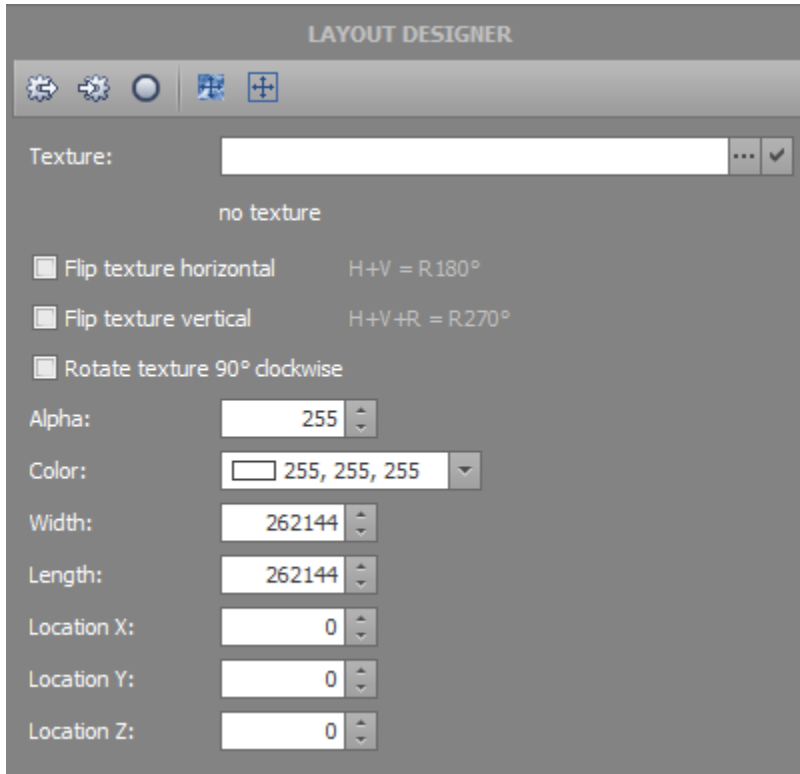 LAYOUT DESIGNER
Texture:
no texture
Flip texture horizontal H+V = R180°
Flip texture vertical H+V+R = R270°
Rotate texture 90° clockwise
Alpha: 255
Color: 255, 255, 255
Width: 262144
Length: 262144
Location X: 0
Location Y: 0
Location Z: 0